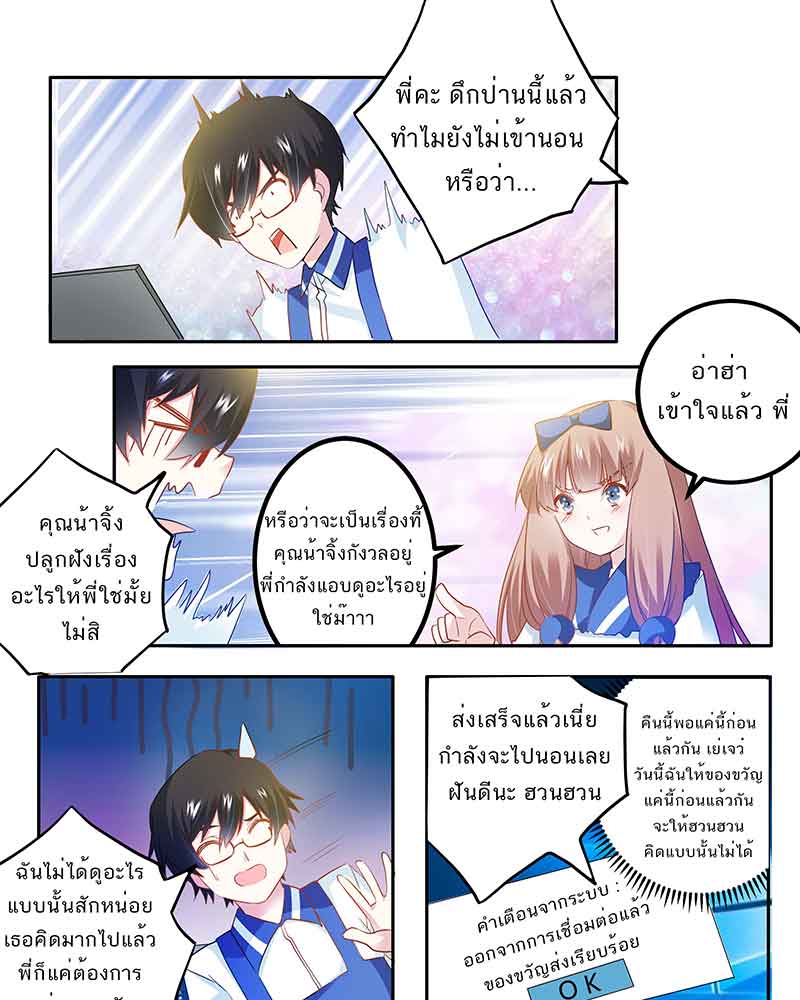 พี่คะ ดึกป่านนี้แล้ว
ทำไมยังไม่เข้านอน
หรือว่า...
อ่าฮ่า
เข้าใจแล้ว พี่
หรือว่าจะเป็นเรื่องที่
คุณน้าจิ้งกังวลอยู่
พี่กำลังแอบดูอะไรอยู่
ใช่ม๊าาา
คุณน้าจิ้ง
ปลูกฝังเรื่อง
อะไรให้พี่ใช่มั้ย
ไม่สิ
ฉันไม่ได้ดูอะไร
แบบนั้นสักหน่อย
เธอคิดมากไปแล้ว
พี่ก็แค่ต้องการ
ส่งเสร็จแล้วเนี่ย
กำลังจะไปนอนเลย
ฝันดีนะ ฮวนฮวน
คืนนี้พอแค่นี้ก่อน
แล้วกัน เย่เจว๋
วันนี้ฉันให้ของขวัญ
แค่นี้ก่อนแล้วกัน
จะให้ฮวนฮวน
คิดแบบนั้นไม่ได้
คำเตือนจากระบบ :
ออกจากการเชื่อมต่อแล้ว
ของขวัญส่งเรียบร้อย
OK